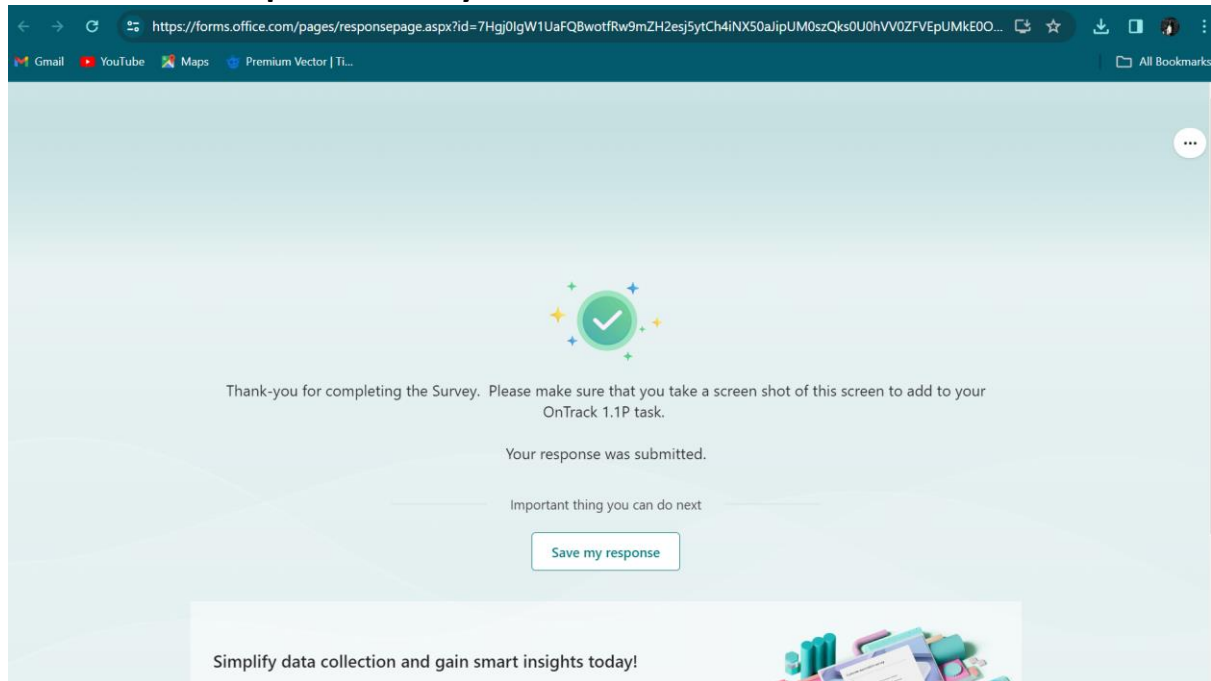 https://forms.office.com/pages/responsepage.aspx?id=7Hgj0lgW1UaFQBwotfRw9mZH2esj5ytCh4iNX50aJipUM0szQks0U0hVV0ZFVEpUMkE0O...
Gmail YouTube Maps Premium Vector | Ti... All Bookmarks
Thank-you for completing the Survey. Please make sure that you take a screen shot of this screen to add to your
OnTrack 1.1P task.
Your response was submitted.
Important thing you can do next
Save my response
Simplify data collection and gain smart insights today!